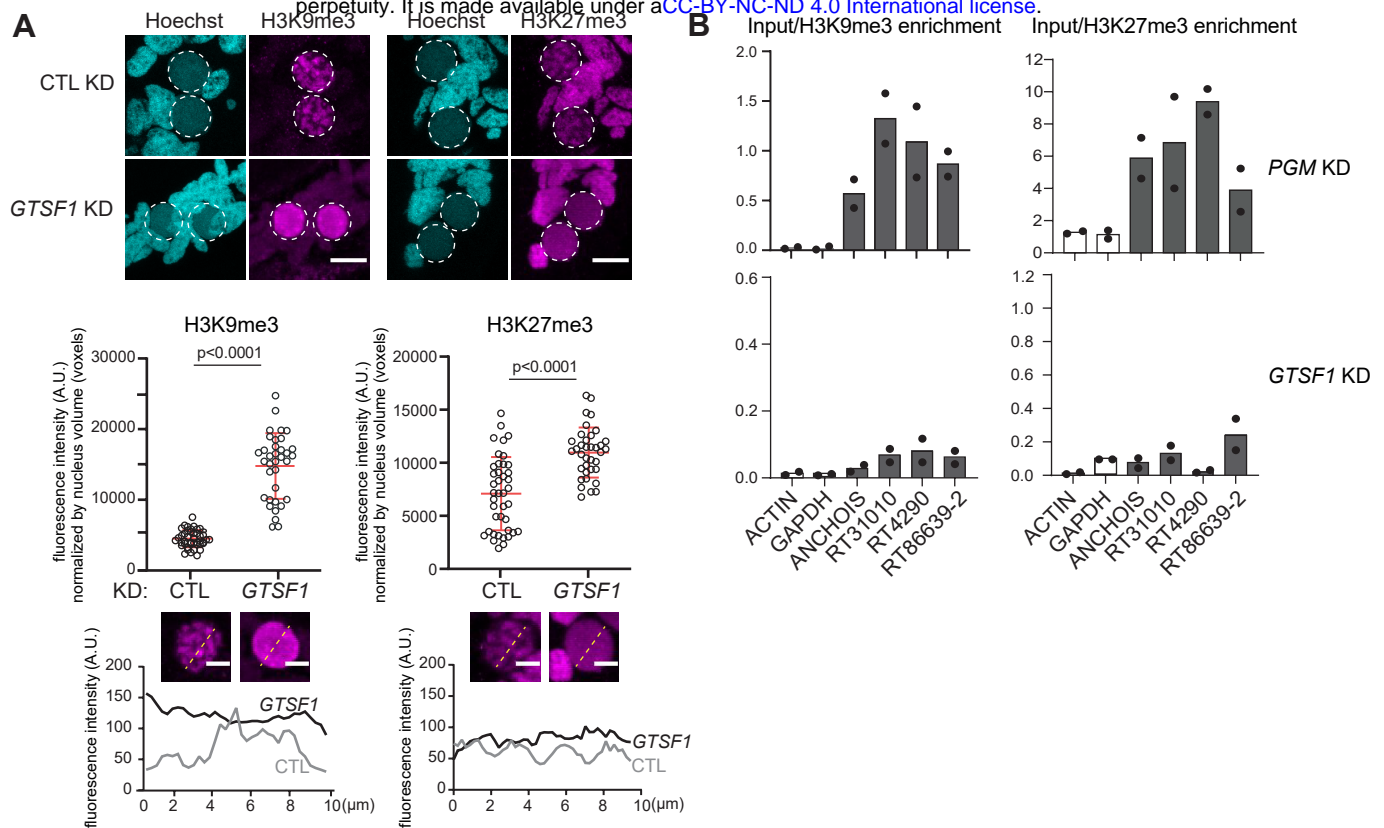 perpetuity. It is made available under aCC-BY-NC-ND 4.0 International license.
A
Hoechst H3K9me3 Hoechst H3K27me3
CTL KD
GTSF1 KD
H3K9me3
fluorescence intensity (A.U.)
normalized by nucleus volume (voxels)
30000
20000
10000
0
p<0.0001
KD: CTL GTSF1
H3K27me3
fluorescence intensity (A.U.)
normalized by nucleus volume (voxels)
20000
15000
10000
5000
0
p<0.0001
CTL GTSF1
fluorescence intensity (A.U.)
200
150
100
50
0
GTSF1
CTL
0 2 4 6 8 10(µm)
fluorescence intensity (A.U.)
200
150
100
50
0
GTSF1
CTL
0 2 4 6 8 10(µm)
B
Input/H3K9me3 enrichment
2.0
1.5
1.0
0.5
0.0
Input/H3K27me3 enrichment
12
10
8
6
4
2
0
PGM KD
0.6
0.4
0.2
0.0
ACTIN
GAPDH
ANCHOIS
RT31010
RT4290
RT86639-2
1.2
1.0
0.8
0.6
0.4
0.2
0.0
ACTIN
GAPDH
ANCHOIS
RT31010
RT4290
RT86639-2
GTSF1 KD